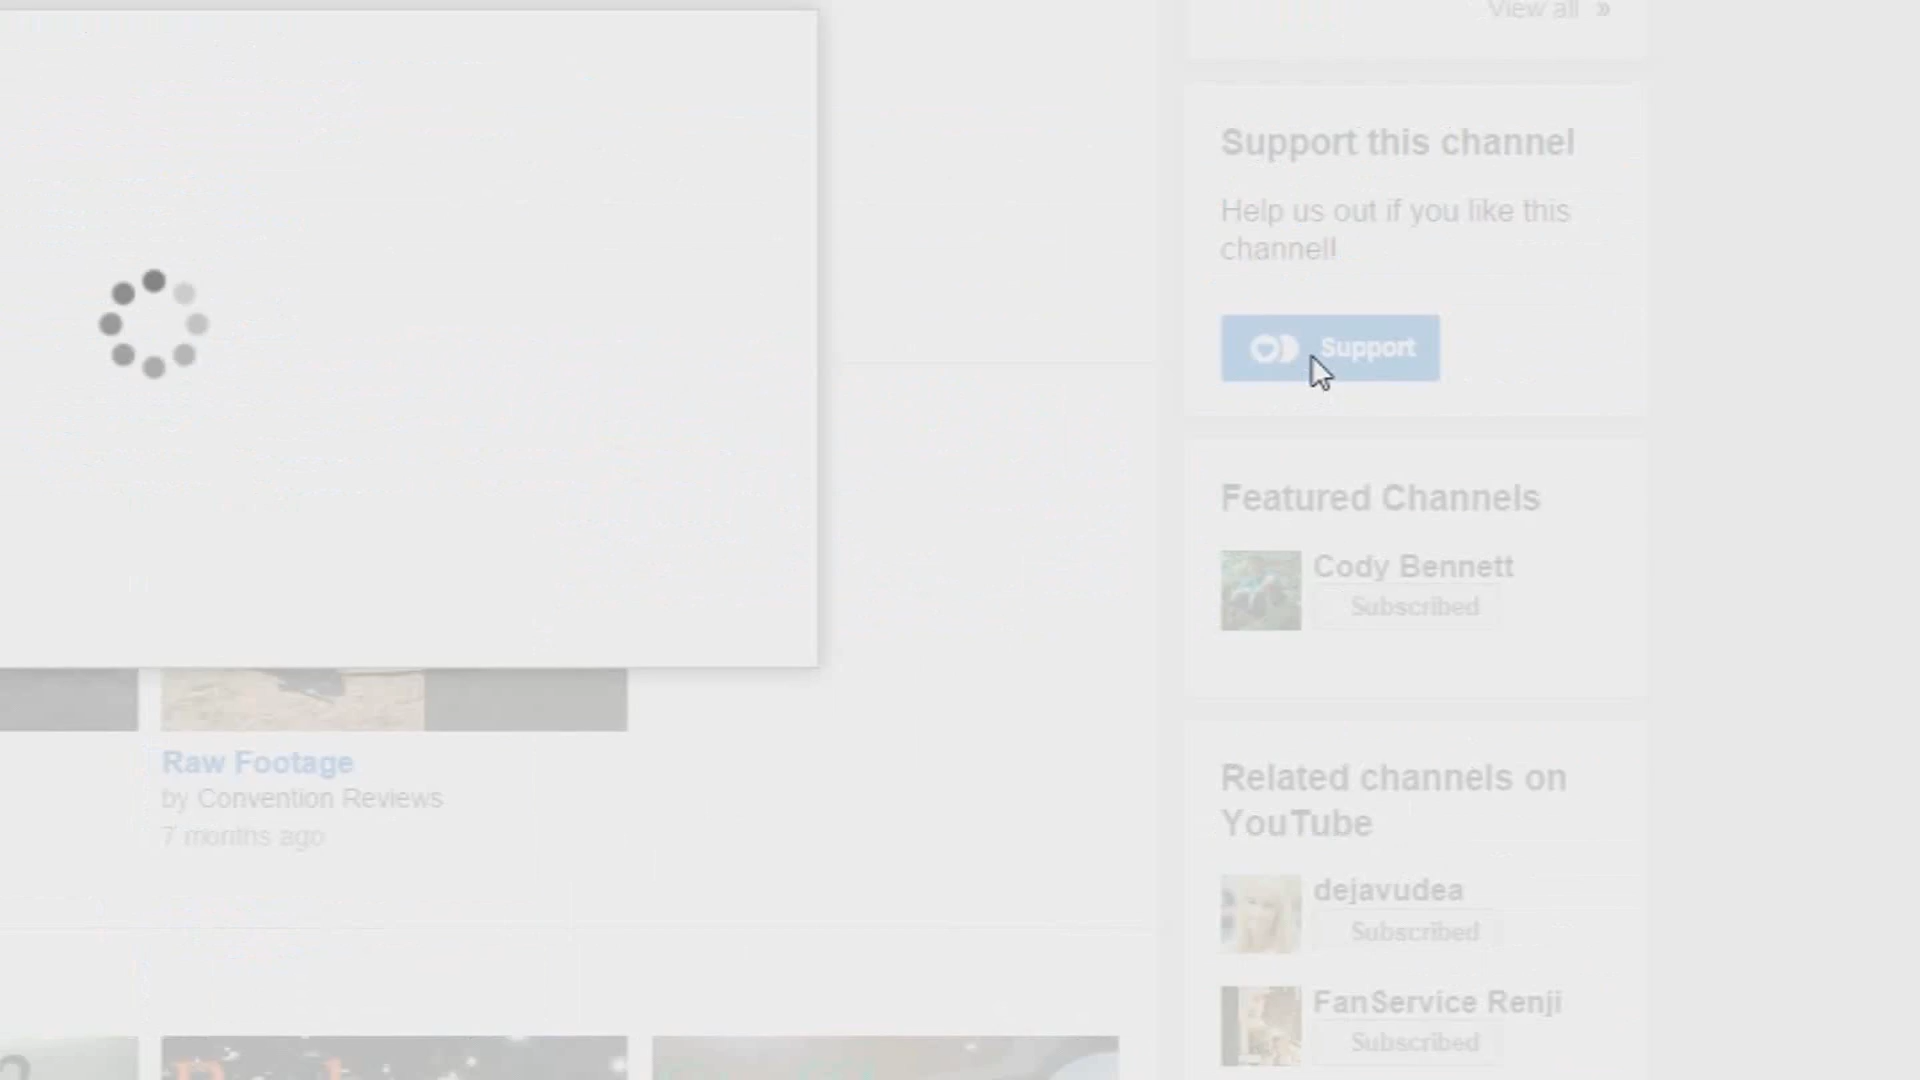 View all »
Support this channel
Help us out if you like this
channel!
Support
Featured Channels
Cody Bennett
Subscribed
Raw Footage
by Convention Reviews
7 months ago
Related channels on
YouTube
dejavudea
Subscribed
FanService Renji
Subscribed